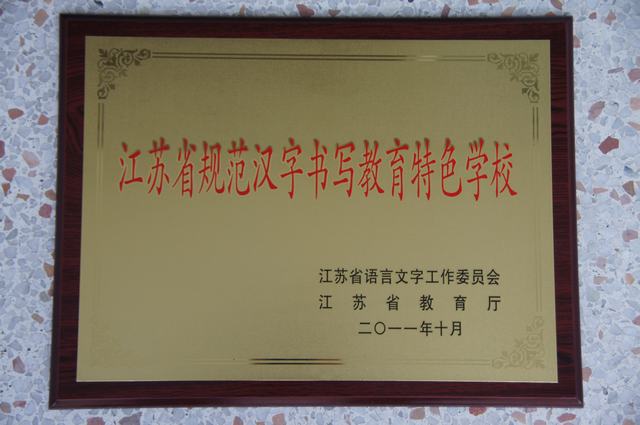 江苏省规范汉字书写教育特色学校
江苏省语言文字工作委员会
江苏省教育厅
二〇一一年十月